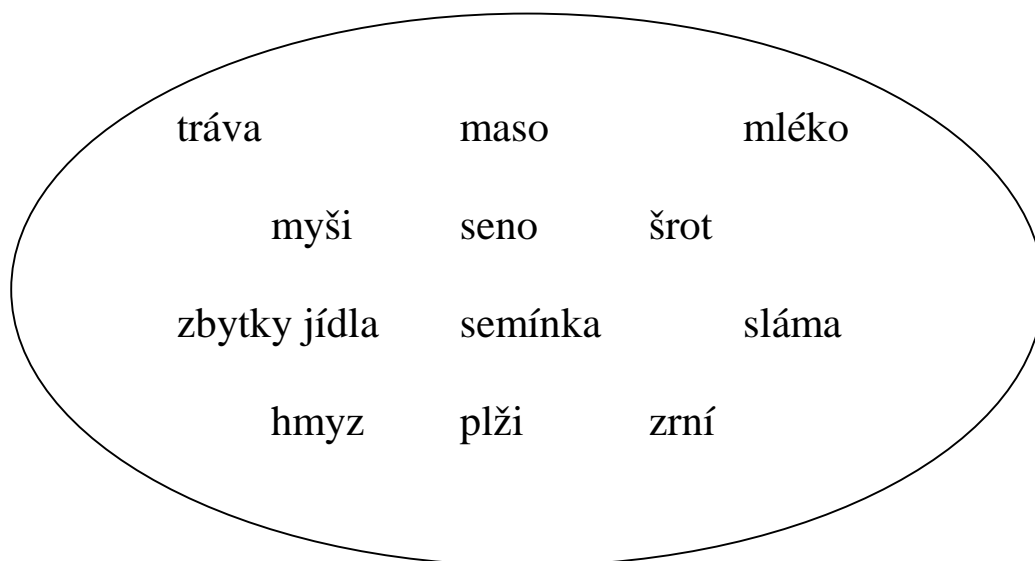 tráva maso mléko
myši seno šrot
zbytky jídla semínka sláma
hmyz plži zrní